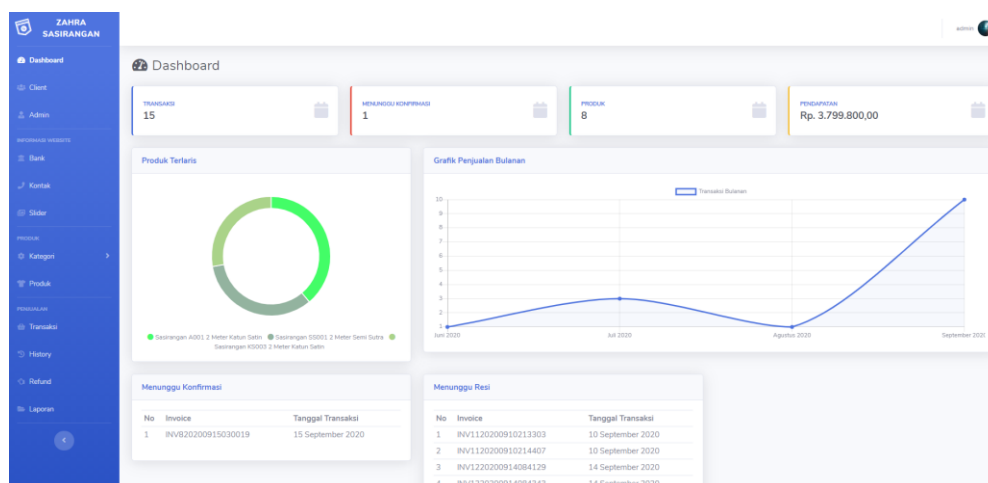 ZAHRA
SASIRANGAN
admin
Dashboard
Client
Admin
INFORMASI WEBSITE
Bank
Kontak
Slider
PRODUK
Kategori
Produk
PENJUALAN
Transaksi
History
Refund
Laporan
Dashboard
TRANSAKSI
15
MENUNGGU KONFIRMASI
1
PRODUK
8
PENDAPATAN
Rp. 3.799.800,00
Produk Terlaris
Sasirangan A001 2 Meter Katun Satin Sasirangan SS001 2 Meter Semi Sutra
Sasirangan KS003 2 Meter Katun Satin
Grafik Penjualan Bulanan
Transaksi Bulanan
10
9
8
7
6
5
4
3
2
1
Juni 2020 Juli 2020 Agustus 2020 September 2020
Menunggu Konfirmasi
No Invoice Tanggal Transaksi
1 INV820200915030019 15 September 2020
Menunggu Resi
No Invoice Tanggal Transaksi
1 INV1120200910213303 10 September 2020
2 INV1120200910214407 10 September 2020
3 INV1220200914084129 14 September 2020